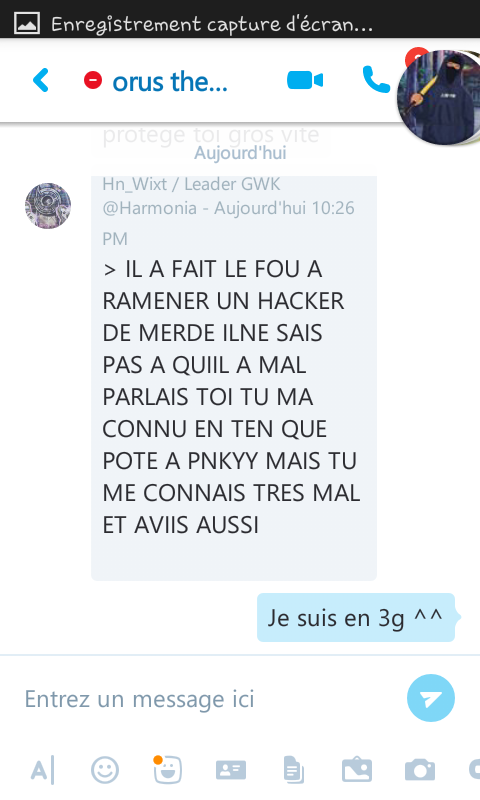 Enregistrement capture d'écran...
orus the...
protege toi gros vite
Aujourd'hui
Hn_Wixt / Leader GWK
@Harmonia - Aujourd'hui 10:26
PM
> IL A FAIT LE FOU A
RAMENER UN HACKER
DE MERDE ILNE SAIS
PAS A QUIIL A MAL
PARLAIS TOI TU MA
CONNU EN TEN QUE
POTE A PNKYY MAIS TU
ME CONNAIS TRES MAL
ET AVIIS AUSSI
Je suis en 3g ^^
Entrez un message ici
A